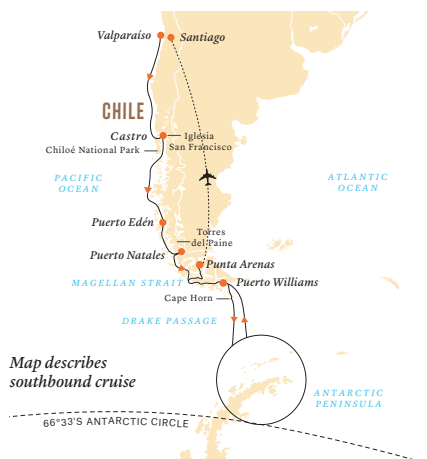 Valparaíso
Santiago
CHILE
Castro
Iglesia
San Francisco
Chiloé National Park
PACIFIC
OCEAN
ATLANTIC
OCEAN
Puerto Edén
Torres
del Paine
Puerto Natales
Punta Arenas
MAGELLAN STRAIT
Puerto Williams
Cape Horn
DRAKE PASSAGE
Map describes
southbound cruise
ANTARCTIC
PENINSULA
66°33'S ANTARCTIC CIRCLE